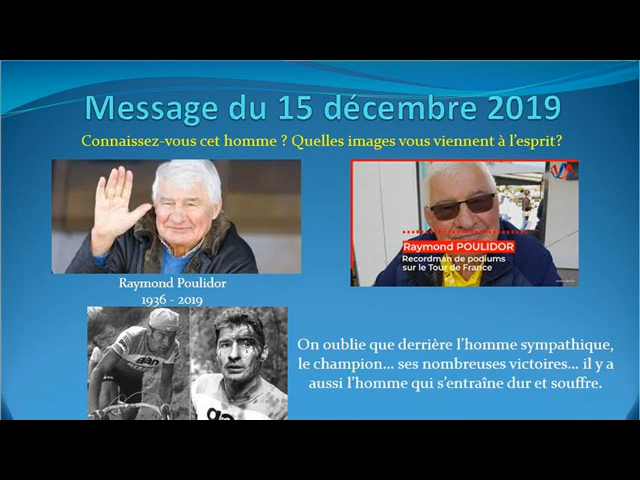 Message du 15 décembre 2019
Connaissez-vous cet homme ? Quelles images vous viennent à l'esprit?
Raymond POULIDOR
Recordman de podiums
sur le Tour de France
Raymond Poulidor
1936 - 2019
gan
On oublie que derrière l'homme sympathique,
le champion... ses nombreuses victoires... il y a
aussi l'homme qui s'entraîne dur et souffre.